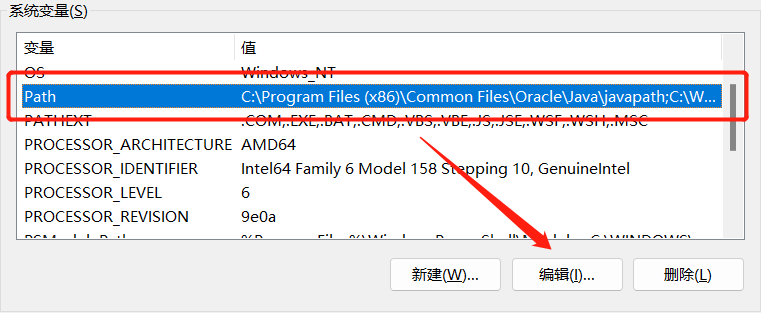 系统变量(S)
变量 值
OS Windows_NT
Path C:\Program Files (x86)\Common Files\Oracle\Java\javapath;C:\W...
PATHEXT .COM;.EXE;.BAT;.CMD;.VBS;.VBE;.JS;.JSE;.WSF;.WSH;.MSC
PROCESSOR_ARCHITECTURE AMD64
PROCESSOR_IDENTIFIER Intel64 Family 6 Model 158 Stepping 10, GenuineIntel
PROCESSOR_LEVEL 6
PROCESSOR_REVISION 9e0a
新建(W)... 编辑(I)... 删除(L)